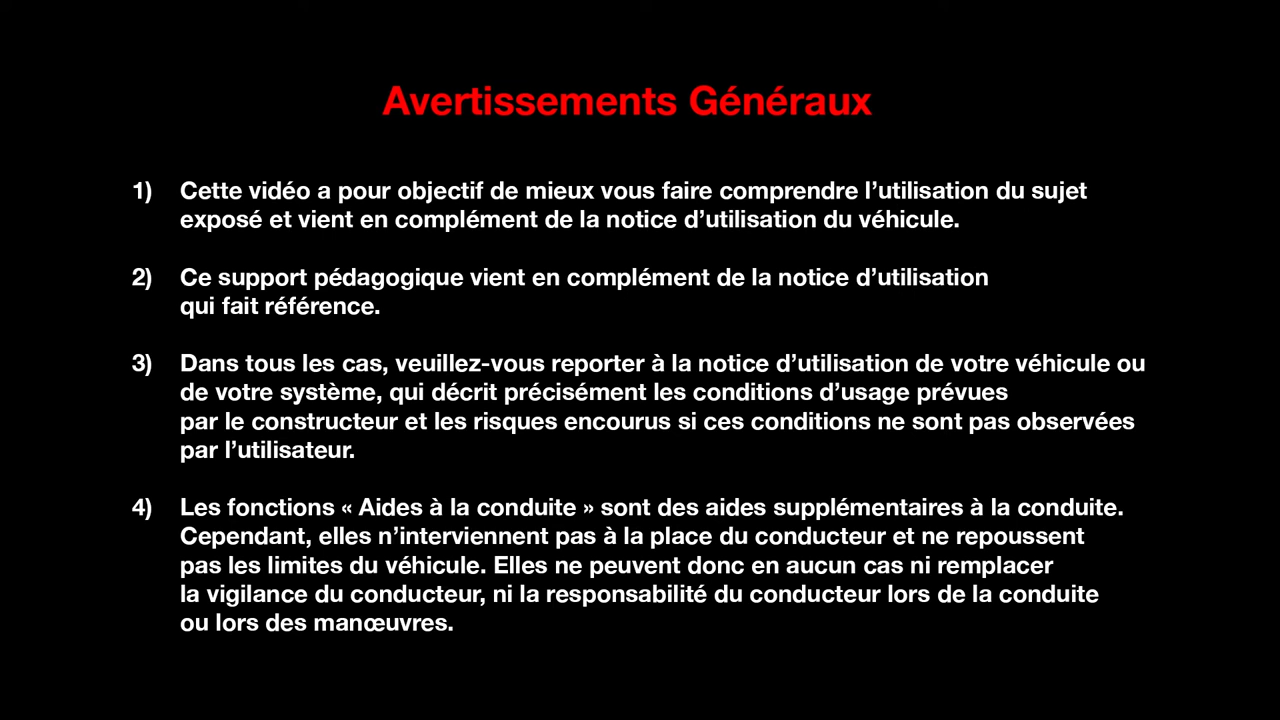 Avertissements Généraux
1) Cette vidéo a pour objectif de mieux vous faire comprendre l’utilisation du sujet
exposé et vient en complément de la notice d’utilisation du véhicule.
2) Ce support pédagogique vient en complément de la notice d’utilisation
qui fait référence.
3) Dans tous les cas, veuillez-vous reporter à la notice d’utilisation de votre véhicule ou
de votre système, qui décrit précisément les conditions d’usage prévues
par le constructeur et les risques encourus si ces conditions ne sont pas observées
par l’utilisateur.
4) Les fonctions « Aides à la conduite » sont des aides supplémentaires à la conduite.
Cependant, elles n’interviennent pas à la place du conducteur et ne repoussent
pas les limites du véhicule. Elles ne peuvent donc en aucun cas ni remplacer
la vigilance du conducteur, ni la responsabilité du conducteur lors de la conduite
ou lors des manœuvres.